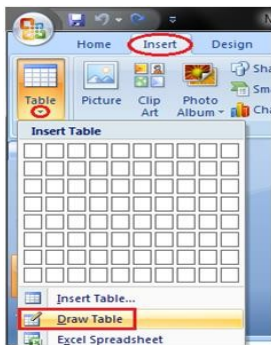 Home Insert Design
Table Picture Clip Art Photo Album
Insert Table
Insert Table...
Draw Table
Excel Spreadsheet